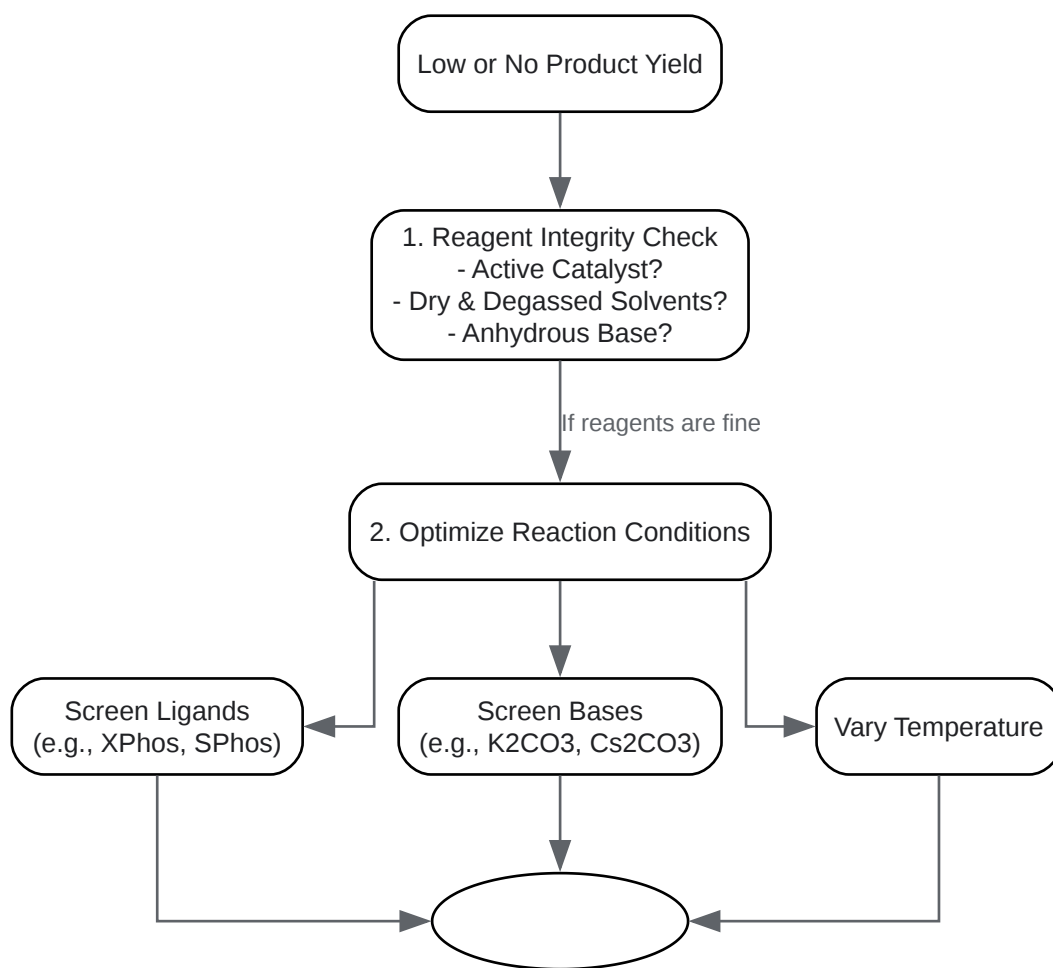 Low or No Product Yield
1. Reagent Integrity Check
- Active Catalyst?
- Dry & Degassed Solvents?
- Anhydrous Base?
If reagents are fine
2. Optimize Reaction Conditions
Screen Ligands
(e.g., XPhos, SPhos)
Screen Bases
(e.g., K2CO3, Cs2CO3)
Vary Temperature